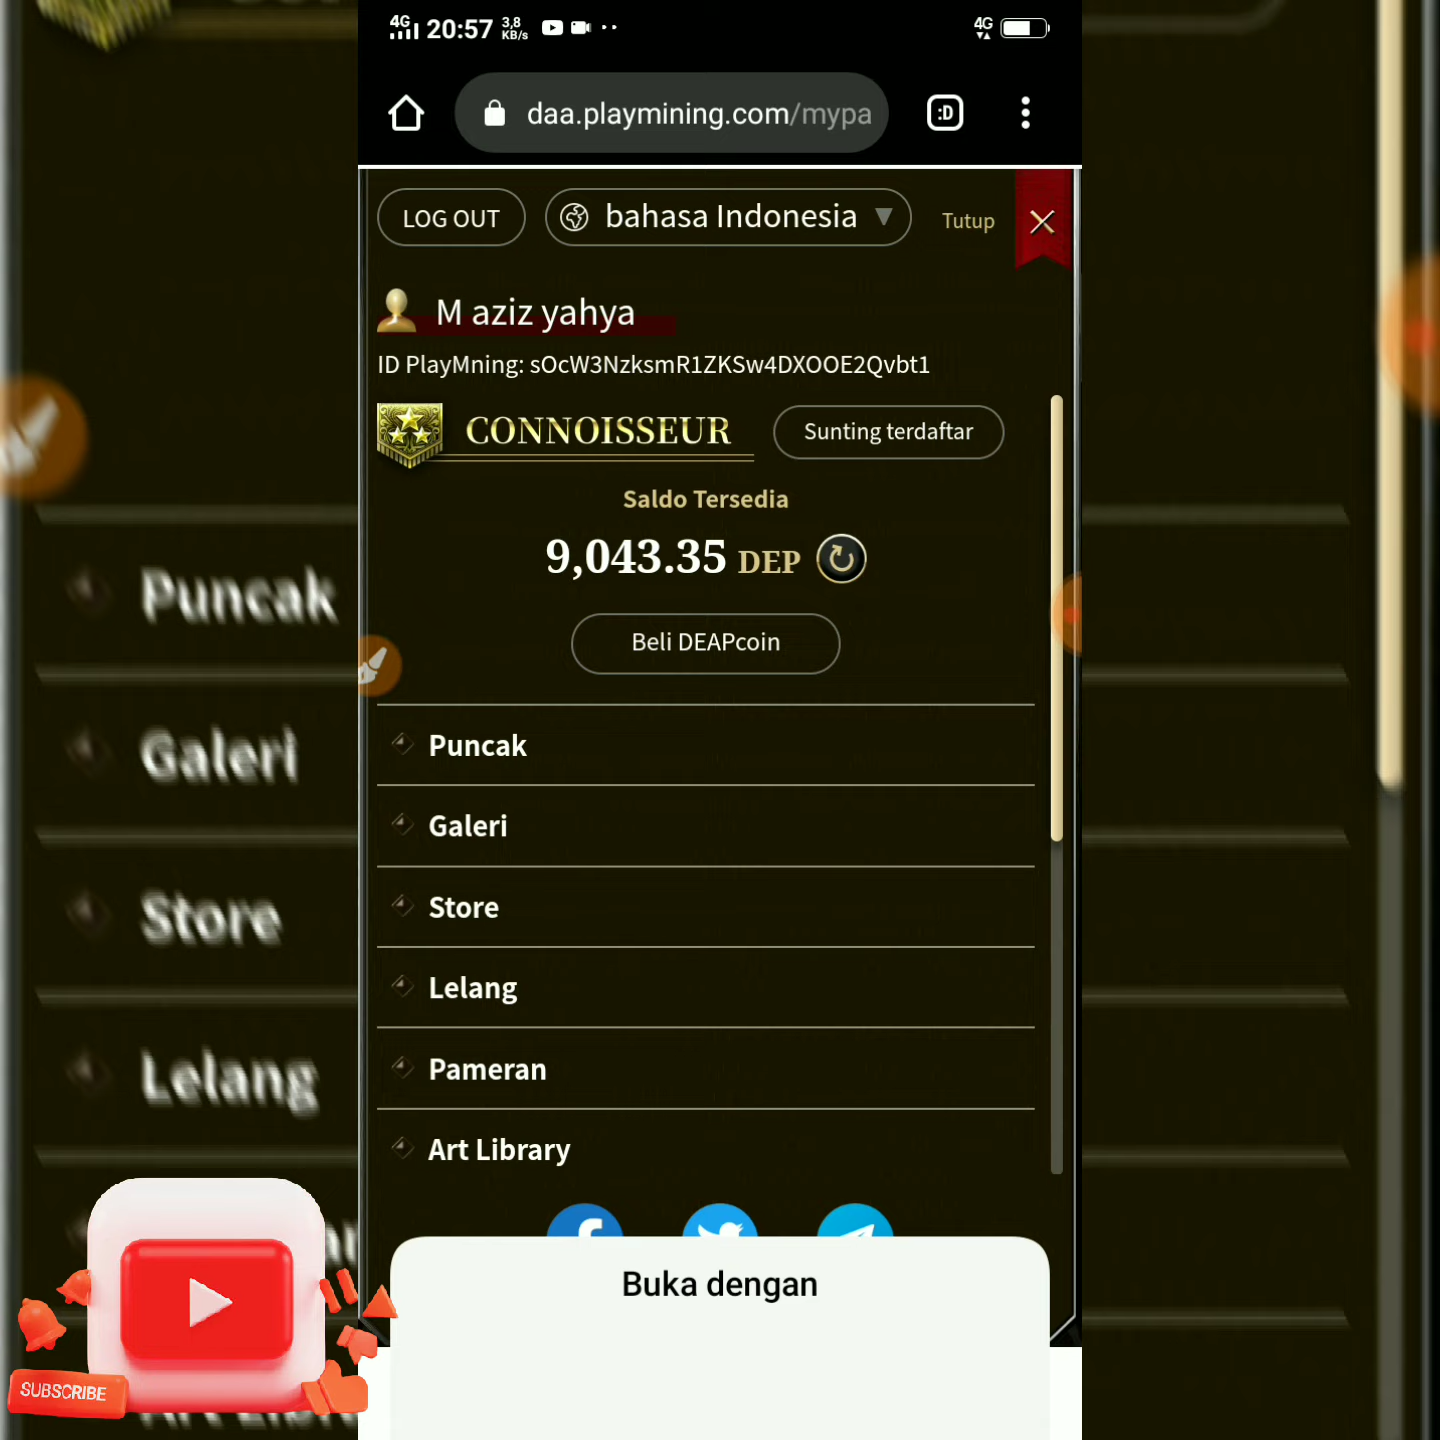 4G 20:57 3,8 KB/s 4G
daa.playmining.com/mypa :D
LOG OUT bahasa Indonesia Tutup
M aziz yahya
ID PlayMning: sOcW3NzksmR1ZKSw4DXOOE2Qvbt1
CONNOISSEUR Sunting terdaftar
Saldo Tersedia
9,043.35 DEP
Beli DEAPcoin
Puncak
Galeri
Store
Lelang
Pameran
Art Library
Buka dengan
Puncak
Galeri
Store
Lelang
SUBSCRIBE